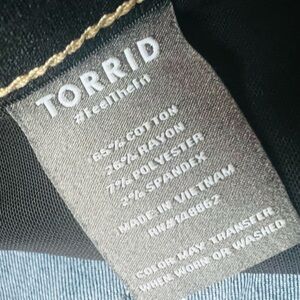 TORRID
#feelthefit
65% COTTON
26% RAYON
7% POLYESTER
2% SPANDEX
MADE IN VIETNAM
RN#148862
COLOR MAY TRANSFER
WHEN WORN OR WASHED